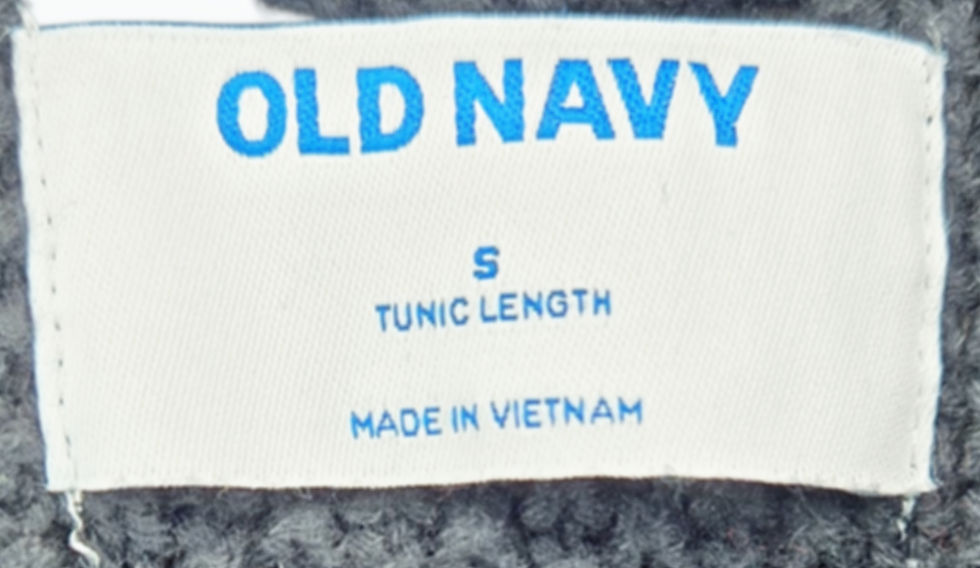 OLD NAVY
S
TUNIC LENGTH
MADE IN VIETNAM